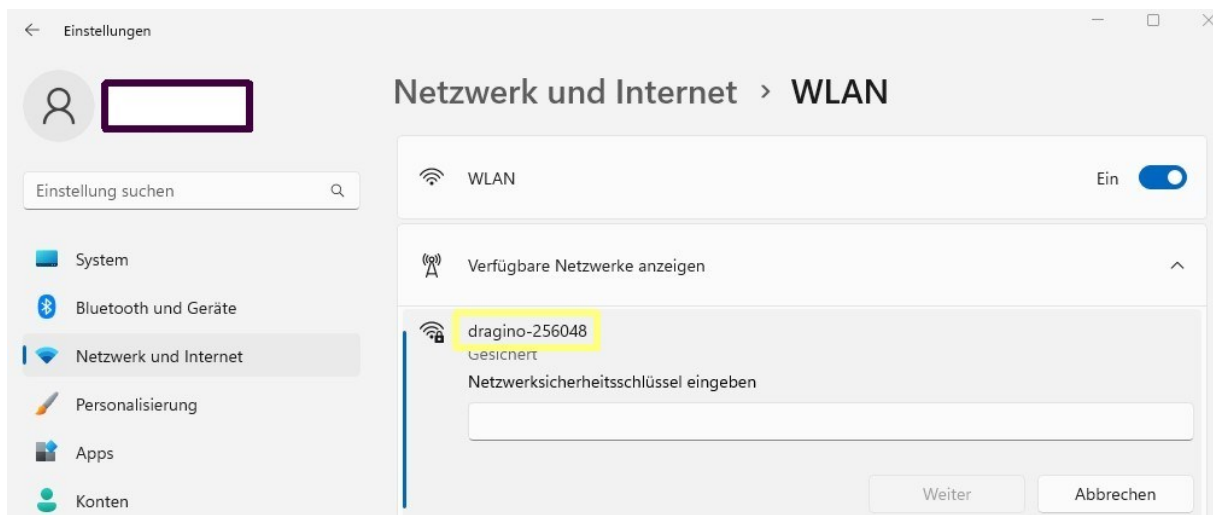 Einstellungen
Netzwerk und Internet > WLAN
Einstellung suchen
System
Bluetooth und Geräte
Netzwerk und Internet
Personalisierung
Apps
Konten
WLAN
Ein
Verfügbare Netzwerke anzeigen
dragino-256048
Gesichert
Netzwerksicherheitsschlüssel eingeben
Weiter
Abbrechen